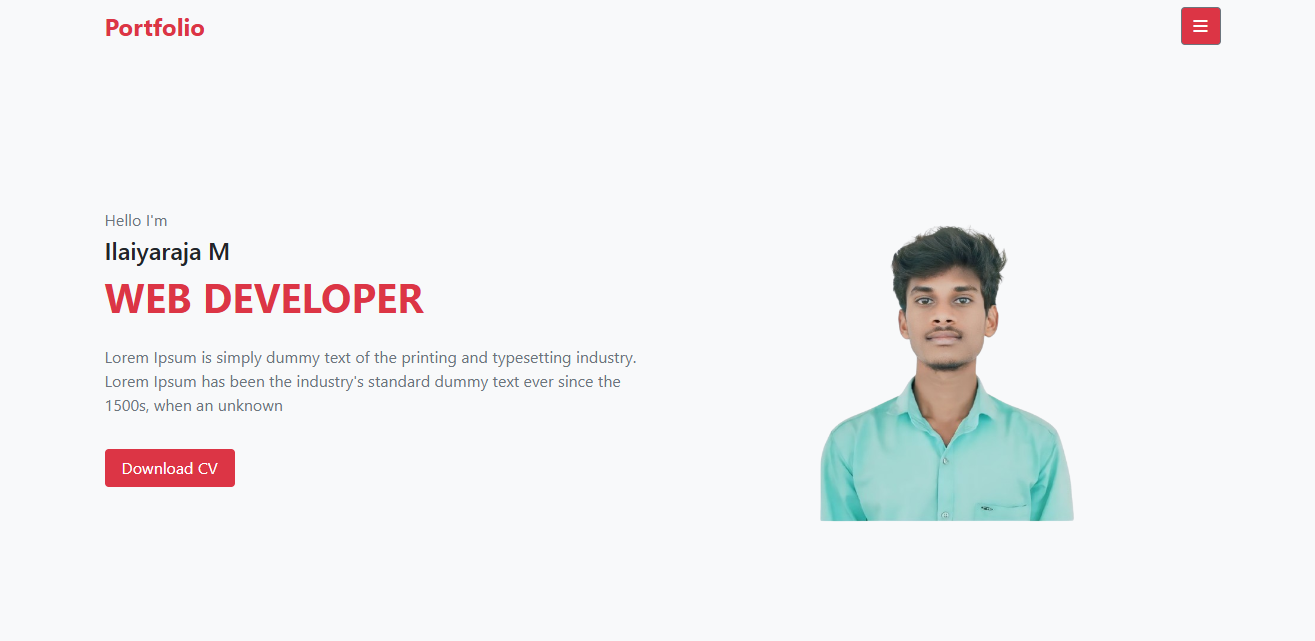 Portfolio
Hello I'm
Ilaiyaraja M
WEB DEVELOPER
Lorem Ipsum is simply dummy text of the printing and typesetting industry.
Lorem Ipsum has been the industry's standard dummy text ever since the
1500s, when an unknown
Download CV